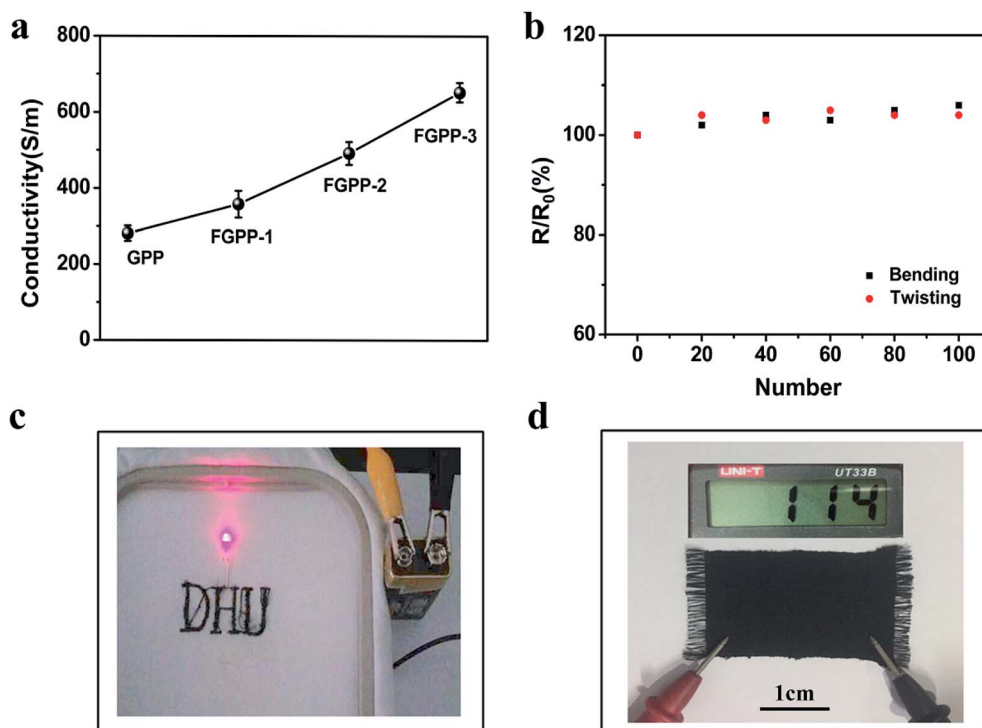 a
800
600
400
200
0
Conductivity(S/m)
GPP
FGPP-1
FGPP-2
FGPP-3
b
120
100
80
60
R/R0(%)
Bending
Twisting
0 20 40 60 80 100
Number
c
DHU
d
UNI-T UT33B
114
1cm